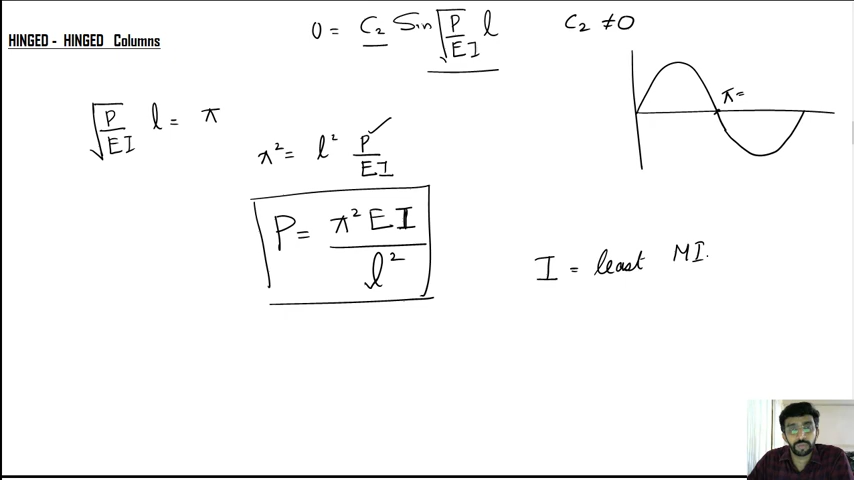 0 = C₂ Sin √(P/EI) l    C₂ ≠ 0
HINGED - HINGED Columns
π=
√(P/EI) l = π
π² = l² P/EI
P = π²EI/l²
I = least MI.